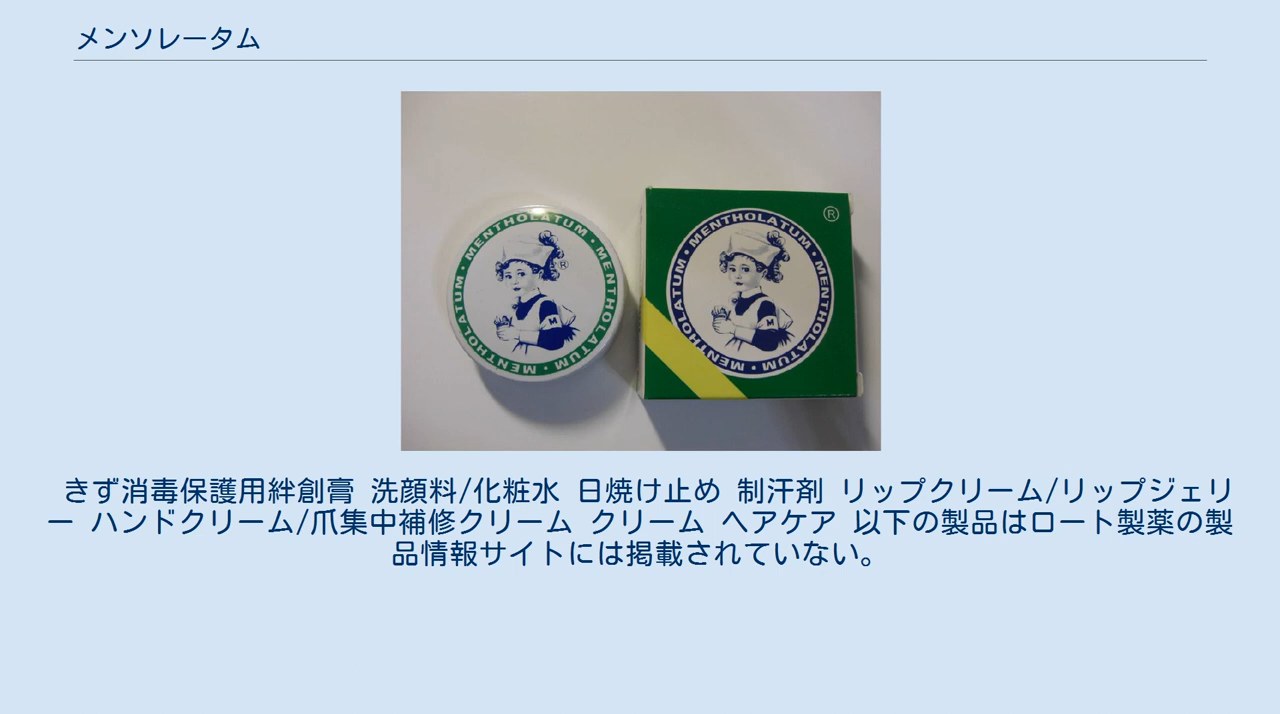 メンソレータム
MENTHOLATUM・MENTHOLATUM・MENTHOLATUM・
®
M
®
MENTHOLATUM・MENTHOLATUM・MENTHOLATUM・
M
きず消毒保護用絆創膏 洗顔料/化粧水 日焼け止め 制汗剤 リップクリーム/リップジェリ
ー ハンドクリーム/爪集中補修クリーム クリーム ヘアケア 以下の製品はロート製薬の製
品情報サイトには掲載されていない。